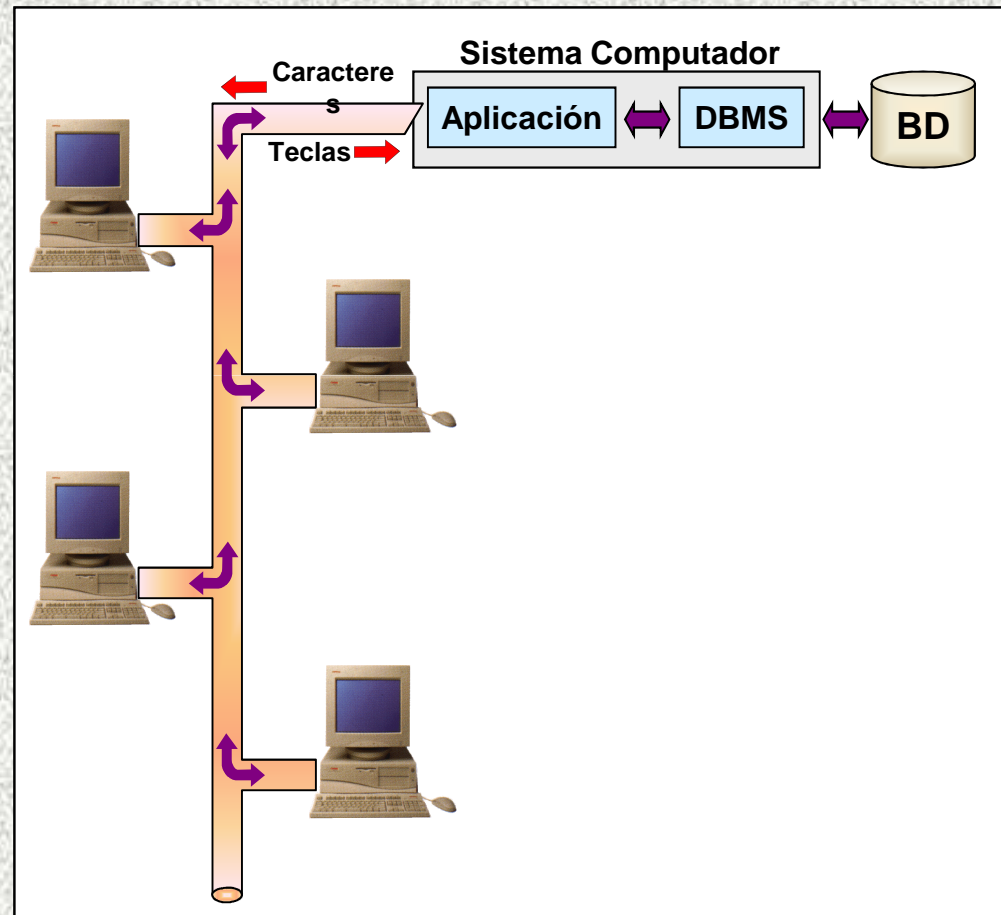 Sistema Computador
Caractere
s
Aplicación
DBMS
BD
Teclas